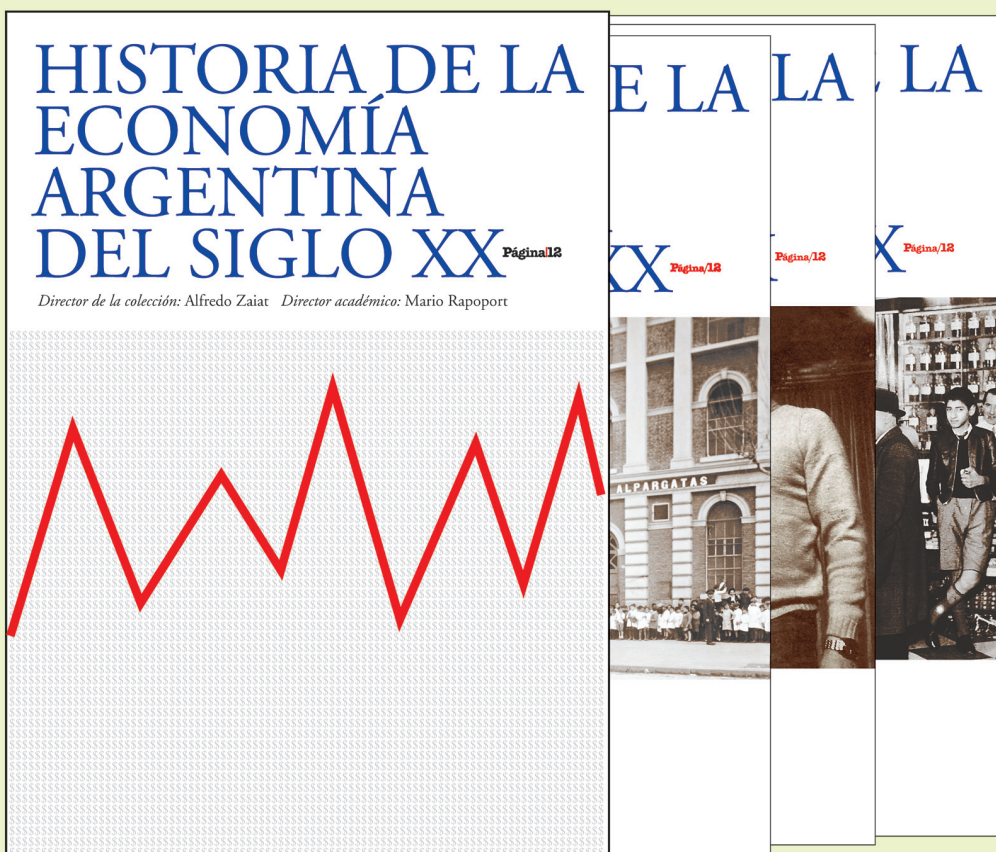 HISTORIA DE LA
ECONOMÍA
ARGENTINA
DEL SIGLO XX
Página/12
Director de la colección: Alfredo Zaiat Director académico: Mario Rapoport
E LA
XX
Página/12
ALPARGATAS
LA
Página/12
LA
X
Página/12